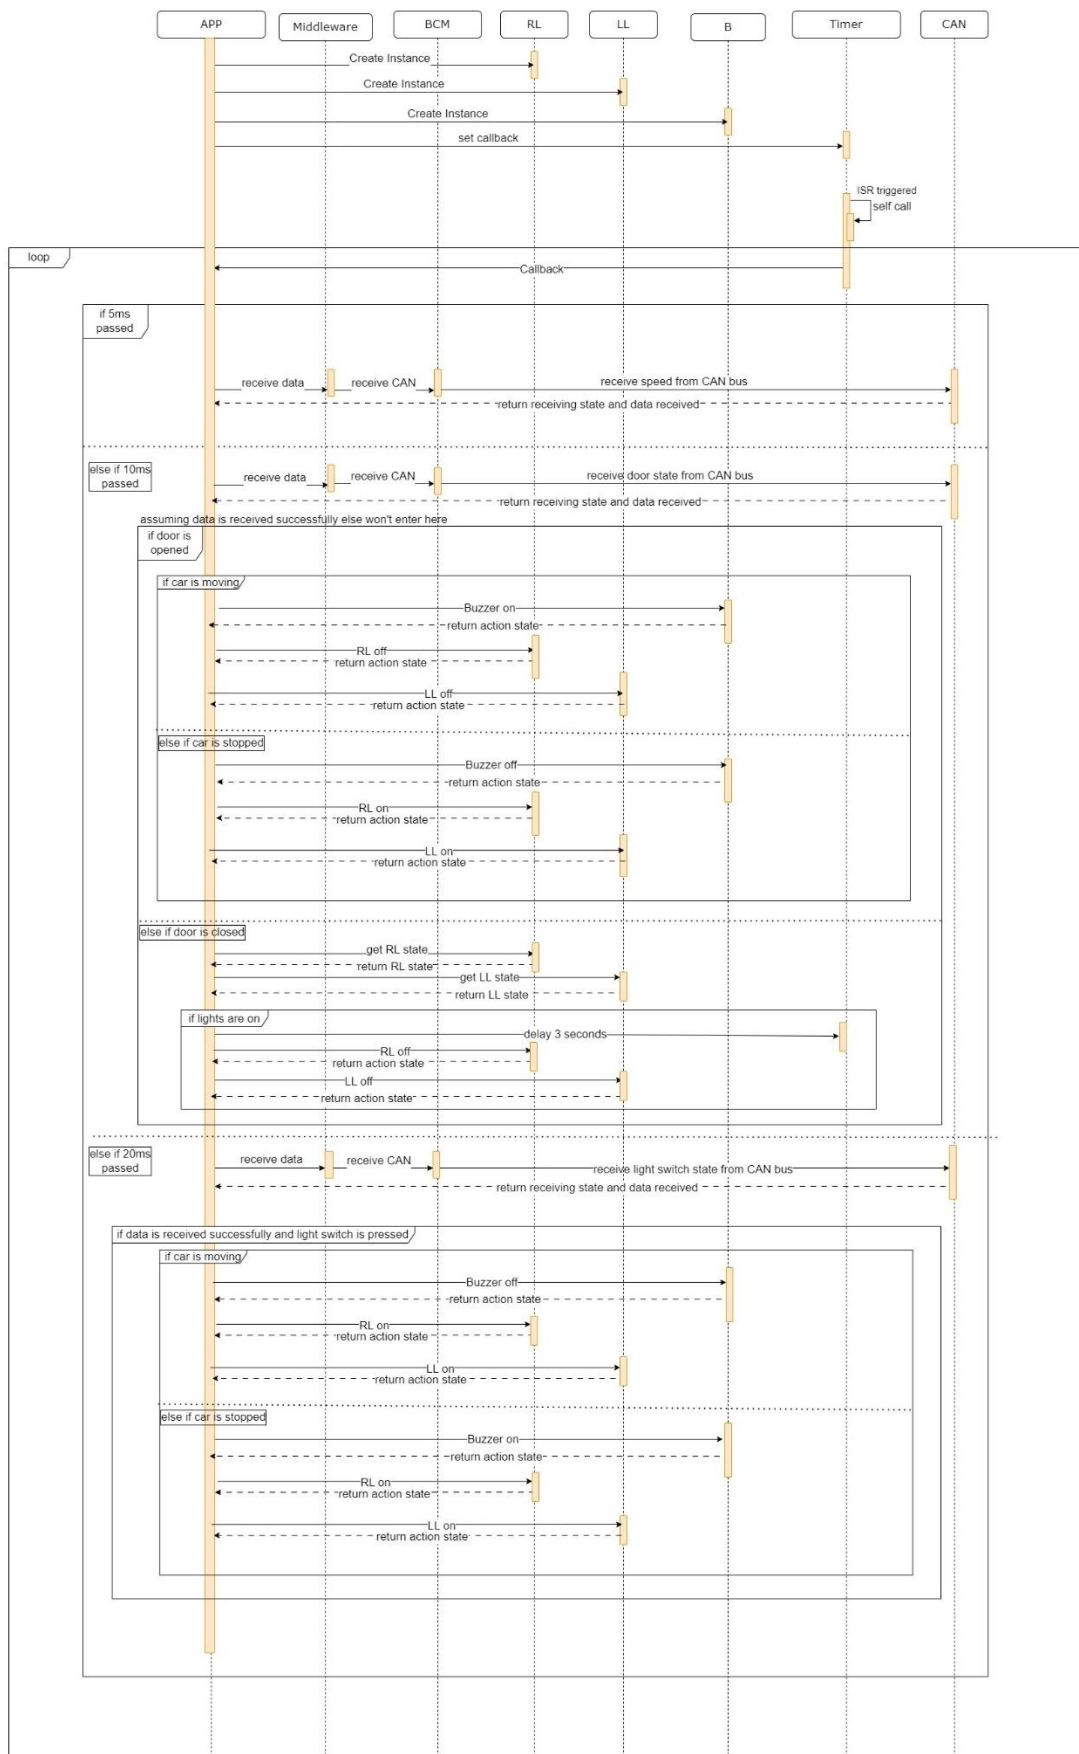 APP
Middleware
BCM
RL
LL
B
Timer
CAN
Create Instance
Create Instance
Create Instance
set callback
ISR triggered
self call
loop
Callback
if 5ms
passed
receive data
receive CAN
receive speed from CAN bus
return receiving state and data received
else if 10ms
passed
receive data
receive CAN
receive door state from CAN bus
return receiving state and data received
assuming data is received successfully else won't enter here
if door is
opened
if car is moving
Buzzer on
return action state
RL off
return action state
LL off
return action state
else if car is stopped
Buzzer off
return action state
RL on
return action state
LL on
return action state
else if door is closed
get RL state
return RL state
get LL state
return LL state
if lights are on
delay 3 seconds
RL off
return action state
LL off
return action state
else if 20ms
passed
receive data
receive CAN
receive light switch state from CAN bus
return receiving state and data received
if data is received successfully and light switch is pressed
if car is moving
Buzzer off
return action state
RL on
return action state
LL on
return action state
else if car is stopped
Buzzer on
return action state
RL on
return action state
LL on
return action state